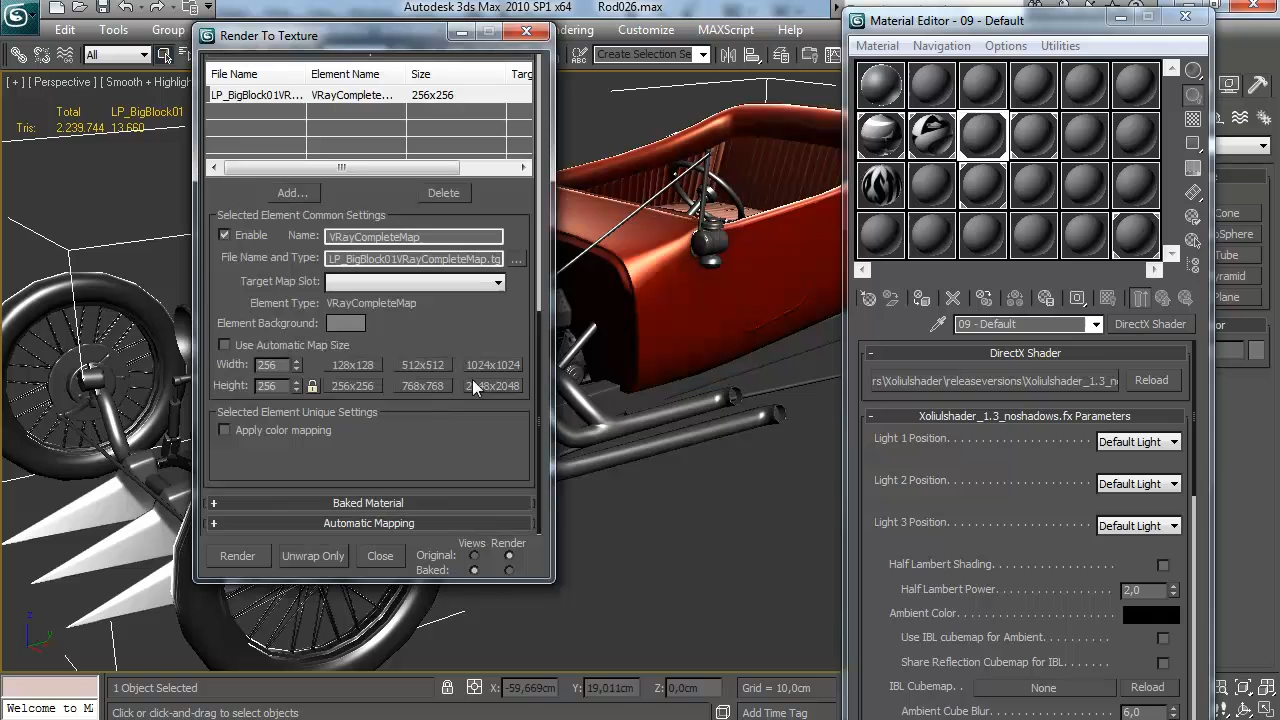 Autodesk 3ds Max 2010 SP1 x64 Rod026.max
Edit Tools Group
Customize MAXScript Help
All
Create Selection Se
[ + ] [ Perspective ] [ Smooth + Highlig
Total LP_BigBlock01
Tris: 2.239.744 13.660
Render To Texture
File Name Element Name Size Targ
LP_BigBlock01VR... VRayComplete... 256x256
Add... Delete
Selected Element Common Settings
Enable Name: VRayCompleteMap
File Name and Type: LP_BigBlock01VRayCompleteMap.tg ...
Target Map Slot:
Element Type: VRayCompleteMap
Element Background:
Use Automatic Map Size
Width: 256 128x128 512x512 1024x1024
Height: 256 256x256 768x768 2048x2048
Selected Element Unique Settings
Apply color mapping
+ Baked Material
+ Automatic Mapping
Views Render
Render Unwrap Only Close Original:
Baked:
Material Editor - 09 - Default
Material Navigation Options Utilities
09 - Default DirectX Shader
- DirectX Shader
rs\Xoliulshader\releaseversions\Xoliulshader_1.3_n Reload
- Xoliulshader_1.3_noshadows.fx Parameters
Light 1 Position Default Light
Light 2 Position Default Light
Light 3 Position Default Light
Half Lambert Shading
Half Lambert Power 2,0
Ambient Color
Use IBL cubemap for Ambient
Share Reflection Cubemap for IBL
IBL Cubemap None Reload
Ambient Cube Blur 6,0
Cone
Tube
Plane
1 Object Selected X: -59,669cm Y: 19,011cm Z: 0,0cm Grid = 10,0cm
Welcome to M Click or click-and-drag to select objects Add Time Tag